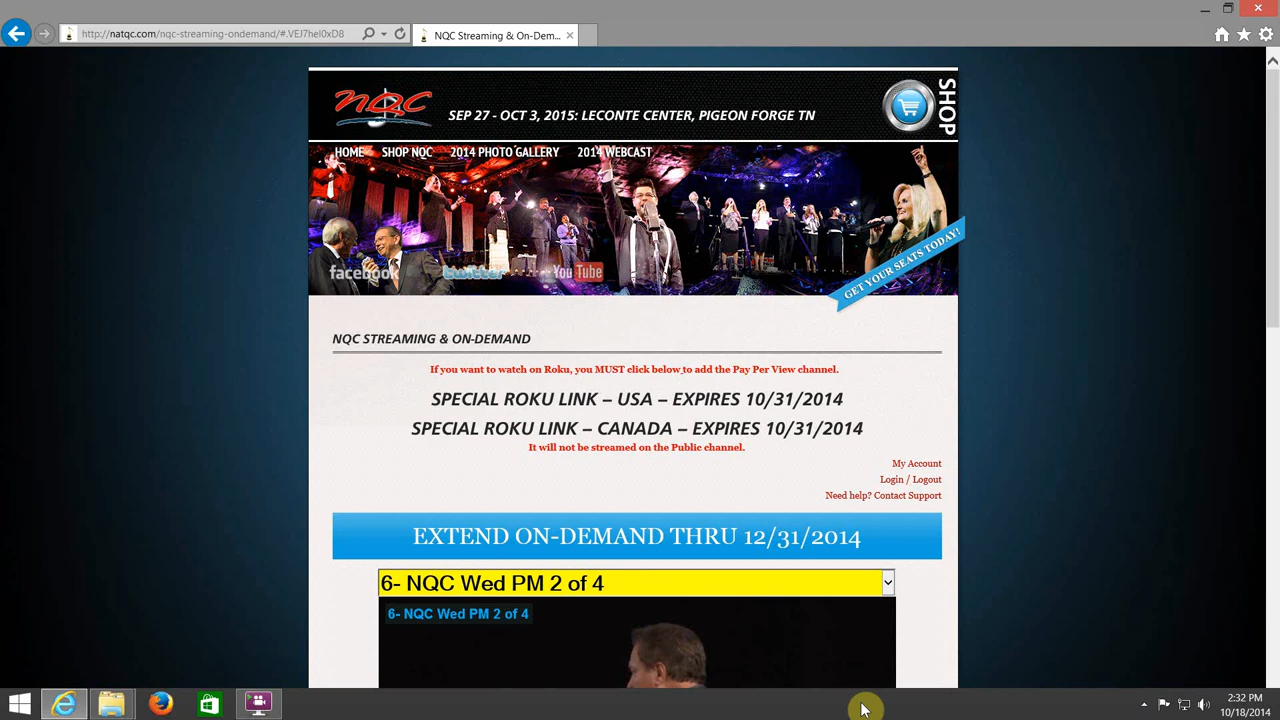 http://natqc.com/nqc-streaming-ondemand/#.VEJ7hel0xD8
NQC Streaming & On-Dem...
NQC
SEP 27 - OCT 3, 2015: LECONTE CENTER, PIGEON FORGE TN
SHOP
HOME SHOP NQC 2014 PHOTO GALLERY 2014 WEBCAST
facebook twitter YouTube
GET YOUR SEATS TODAY!
NQC STREAMING & ON-DEMAND
If you want to watch on Roku, you MUST click below to add the Pay Per View channel.
SPECIAL ROKU LINK – USA – EXPIRES 10/31/2014
SPECIAL ROKU LINK – CANADA – EXPIRES 10/31/2014
It will not be streamed on the Public channel.
My Account
Login / Logout
Need help? Contact Support
EXTEND ON-DEMAND THRU 12/31/2014
6- NQC Wed PM 2 of 4
6- NQC Wed PM 2 of 4
2:32 PM
10/18/2014